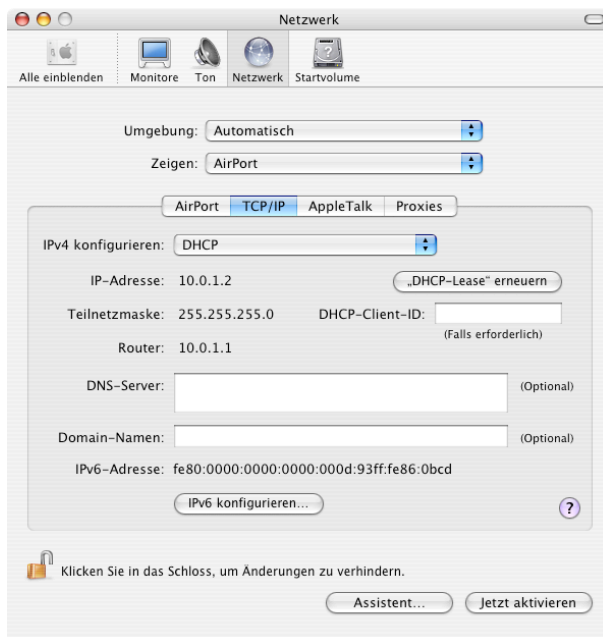 Netzwerk
Alle einblenden Monitore Ton Netzwerk Startvolume
Umgebung: Automatisch
Zeigen: AirPort
AirPort TCP/IP AppleTalk Proxies
IPv4 konfigurieren: DHCP
IP-Adresse: 10.0.1.2 „DHCP-Lease“ erneuern
Teilnetzmaske: 255.255.255.0 DHCP-Client-ID:
(Falls erforderlich)
Router: 10.0.1.1
DNS-Server: (Optional)
Domain-Namen: (Optional)
IPv6-Adresse: fe80:0000:0000:0000:000d:93ff:fe86:0bcd
IPv6 konfigurieren... ?
Klicken Sie in das Schloss, um Änderungen zu verhindern.
Assistent... Jetzt aktivieren